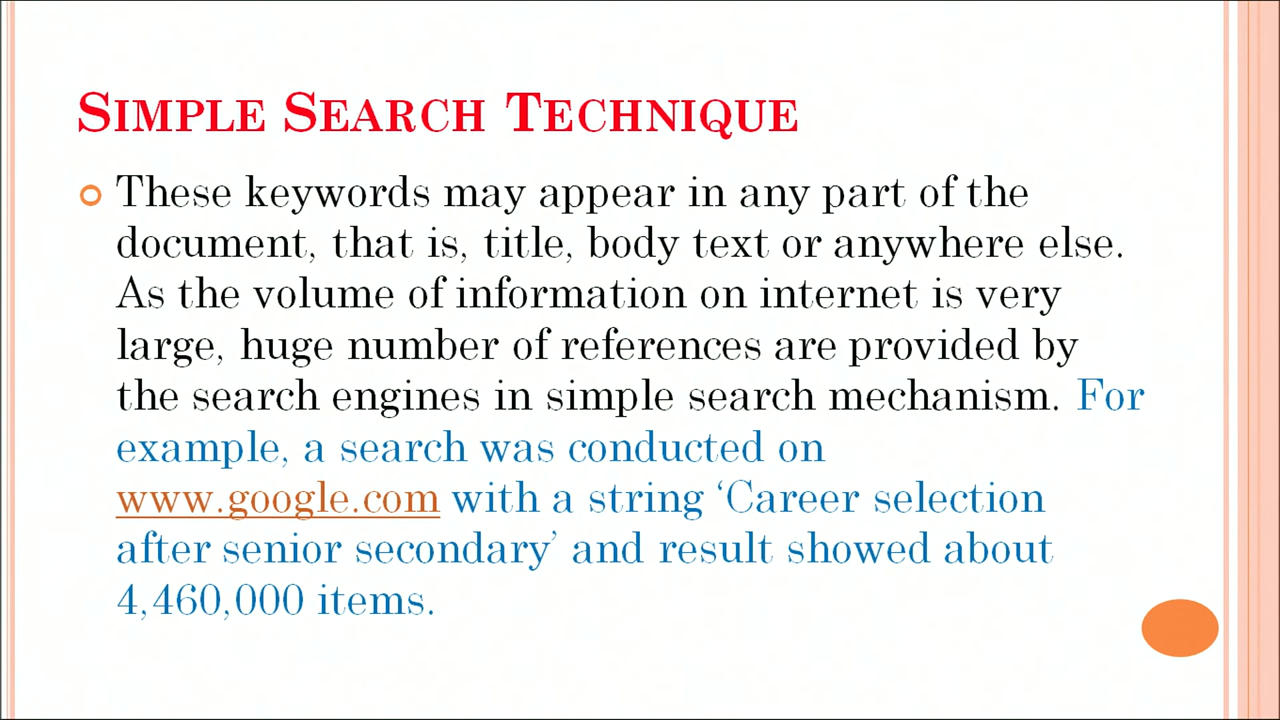 SIMPLE SEARCH TECHNIQUE
These keywords may appear in any part of the
document, that is, title, body text or anywhere else.
As the volume of information on internet is very
large, huge number of references are provided by
the search engines in simple search mechanism. For
example, a search was conducted on
www.google.com with a string ‘Career selection
after senior secondary’ and result showed about
4,460,000 items.